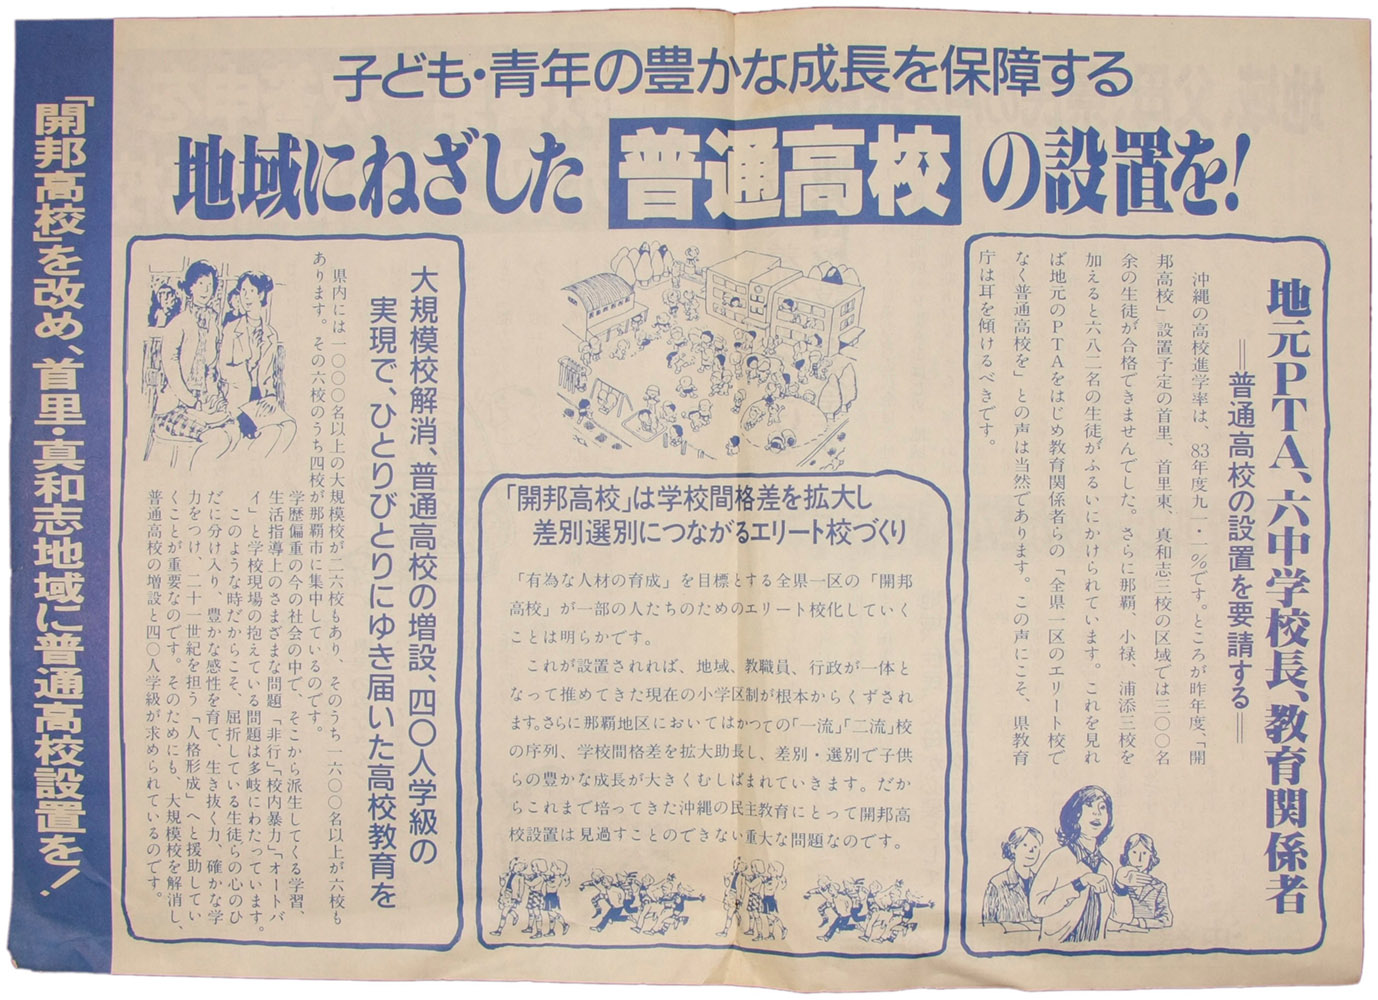 子ども・青年の豊かな成長を保障する
地域にねざした普通高校の設置を!
地元PTA、六中学校長、教育関係者
＝普通高校の設置を要請する＝
沖縄の高校進学率は、83年度九一・一%です。ところが昨年度、「開
邦高校」設置予定の首里、首里東、真和志三校の区域では三〇〇名
余の生徒が合格できませんでした。さらに那覇、小禄、浦添三校を
加えると六八二名の生徒がふるいにかけられています。これを見れ
ば地元のPTAをはじめ教育関係者らの「全県一区のエリート校で
なく普通高校を」との声は当然であります。この声にこそ、県教育
庁は耳を傾けるべきです。
「開邦高校」は学校間格差を拡大し
差別選別につながるエリート校づくり
「有為な人材の育成」を目標とする全県一区の「開邦
高校」が一部の人たちのためのエリート校化していく
ことは明らかです。
これが設置されれば、地域、教職員、行政が一体と
なって推めてきた現在の小学区制が根本からくずされ
ます。さらに那覇地区においてはかつての「一流」「二流」校
の序列、学校間格差を拡大助長し、差別・選別で子供
らの豊かな成長が大きくむしばまれていきます。だか
らこれまで培ってきた沖縄の民主教育にとって開邦高
校設置は見過すことのできない重大な問題なのです。
大規模校解消、普通高校の増設、四〇人学級の
実現で、ひとりびとりにゆき届いた高校教育を
県内には一〇〇〇名以上の大規模校が二六校もあり、そのうち一六〇〇名以上が六校も
あります。その六校のうち四校が那覇市に集中しているのです。
学歴偏重の今の社会の中で、そこから派生してくる学習、
生活指導上のさまざまな問題「非行」「校内暴力」「オートバ
イ」と学校現場の抱えている問題は多岐にわたっています。
このような時だからこそ、屈折している生徒らの心のひ
だに分け入り、豊かな感性を育て、生き抜く力、確かな学
力をつけ、二十一世紀を担う「人格形成」へと援助してい
くことが重要なのです。そのためにも、大規模校を解消し、
普通高校の増設と四〇人学級が求められているのです。
「開邦高校」を改め、首里・真和志地域に普通高校設置を!